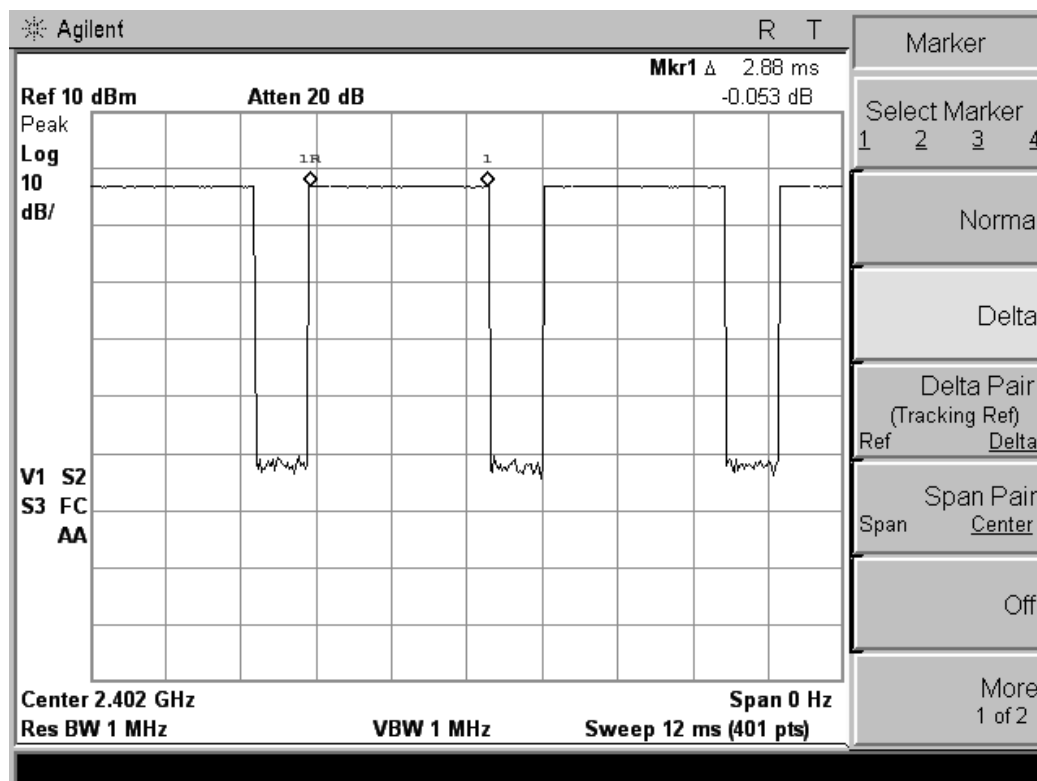 Agilent
R T
Mkr1 Δ 2.88 ms
Ref 10 dBm Atten 20 dB -0.053 dB
Peak
Log
10
dB/
1R 1
V1 S2
S3 FC
AA
Center 2.402 GHz Span 0 Hz
Res BW 1 MHz VBW 1 MHz Sweep 12 ms (401 pts)
Marker
Select Marker
1 2 3 4
Norma
Delta
Delta Pair
(Tracking Ref)
Ref Delta
Span Pair
Span Center
Off
More
1 of 2